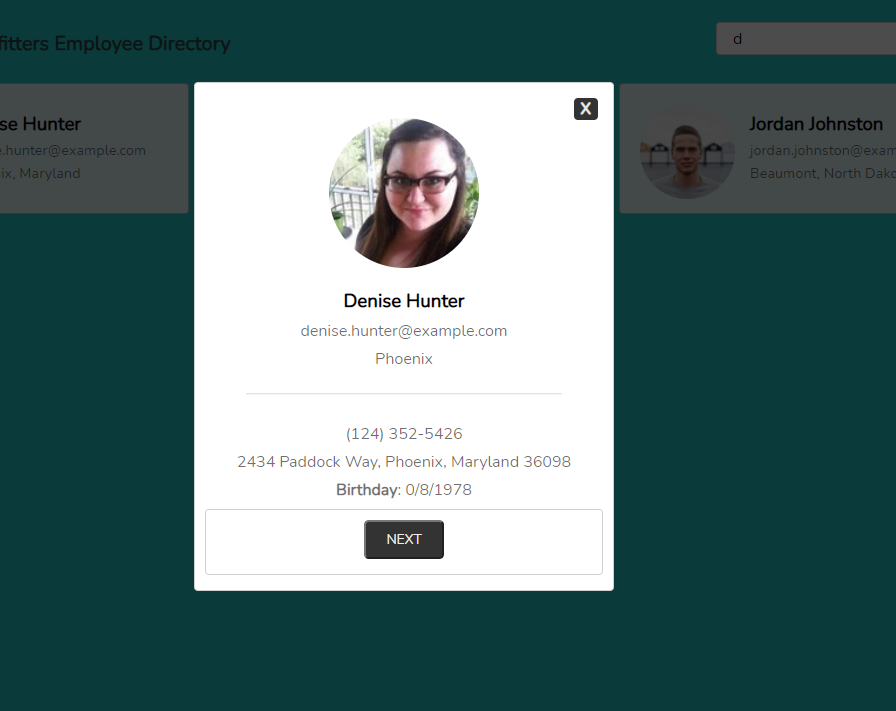 fitters Employee Directory
d
se Hunter
e.hunter@example.com
ix, Maryland
X
Denise Hunter
denise.hunter@example.com
Phoenix
(124) 352-5426
2434 Paddock Way, Phoenix, Maryland 36098
Birthday: 0/8/1978
NEXT
Jordan Johnston
jordan.johnston@exam
Beaumont, North Dako